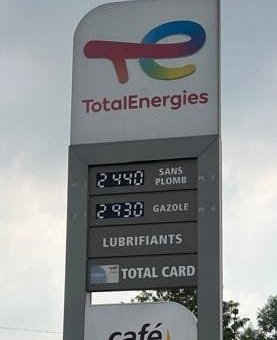 TotalEnergies
2440 SANS PLOMB
2930 GAZOLE
LUBRIFIANTS
TOTAL CARD
café